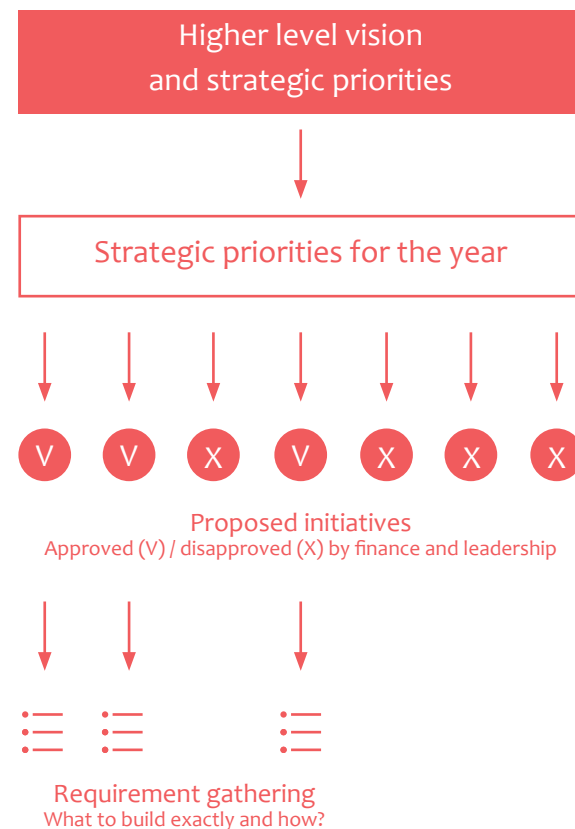 Higher level vision
and strategic priorities
Strategic priorities for the year
V V X V X X X
Proposed initiatives
Approved (V) / disapproved (X) by finance and leadership
Requirement gathering
What to build exactly and how?